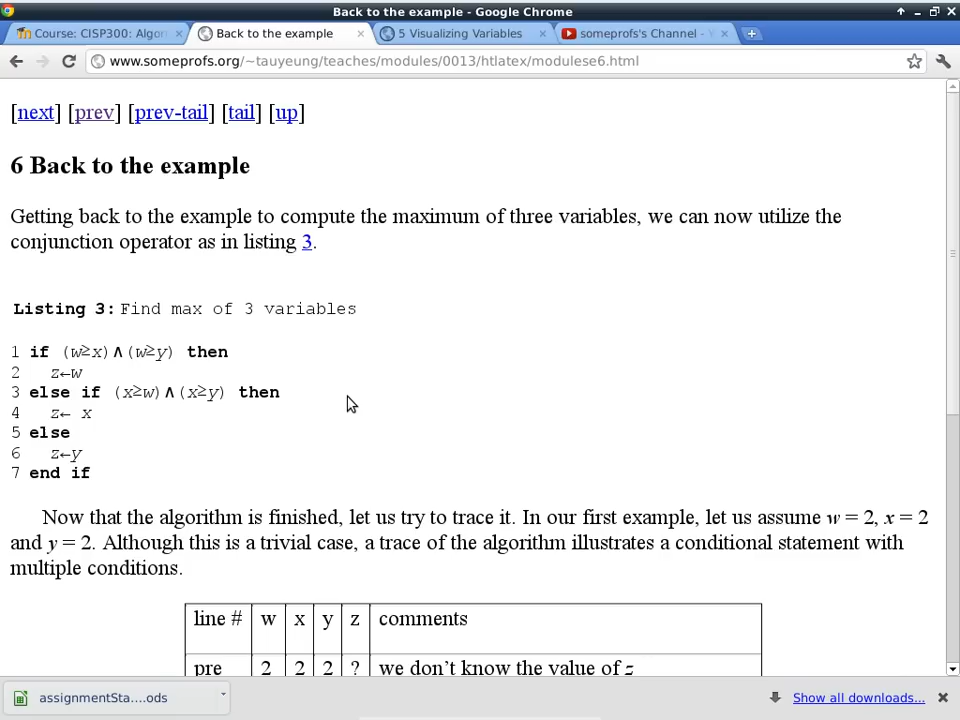 Back to the example - Google Chrome
Course: CISP300: Algor
Back to the example
5 Visualizing Variables
someprofs's Channel -
www.someprofs.org/~tauyeung/teaches/modules/0013/htlatex/modulese6.html
[next] [prev] [prev-tail] [tail] [up]
6 Back to the example
Getting back to the example to compute the maximum of three variables, we can now utilize the
conjunction operator as in listing 3.
Listing 3: Find max of 3 variables
1 if (w≥x)∧(w≥y) then
2 z←w
3 else if (x≥w)∧(x≥y) then
4 z← x
5 else
6 z←y
7 end if
Now that the algorithm is finished, let us try to trace it. In our first example, let us assume w = 2, x = 2
and y = 2. Although this is a trivial case, a trace of the algorithm illustrates a conditional statement with
multiple conditions.
line # w x y z comments
pre 2 2 2 ? we don't know the value of z
assignmentSta....ods
Show all downloads...